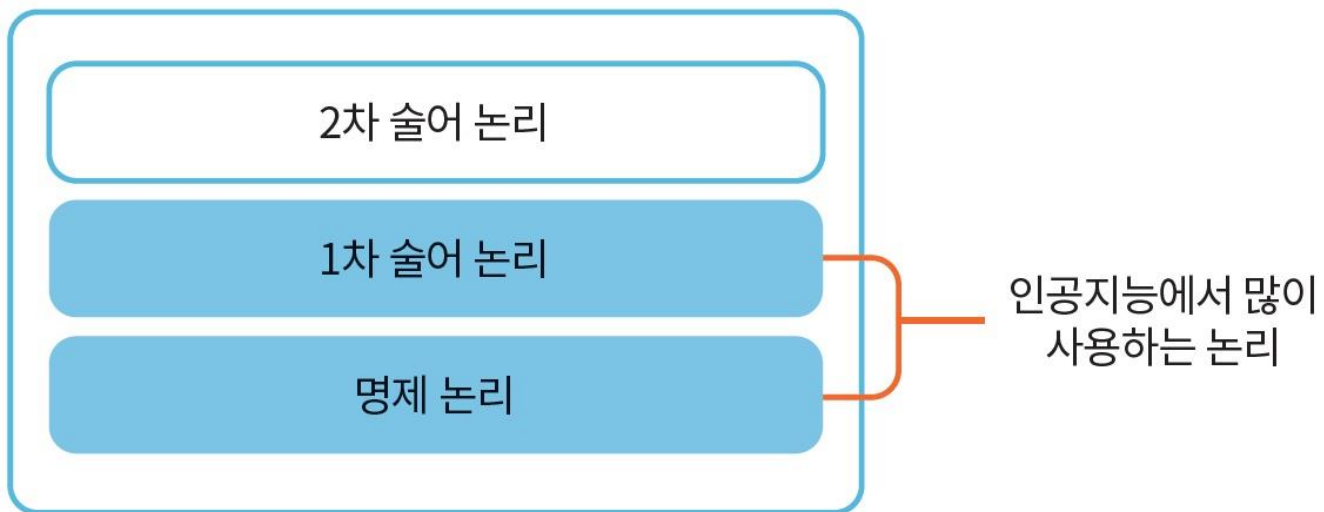 2차 술어 논리
1차 술어 논리
명제 논리
인공지능에서 많이
사용하는 논리